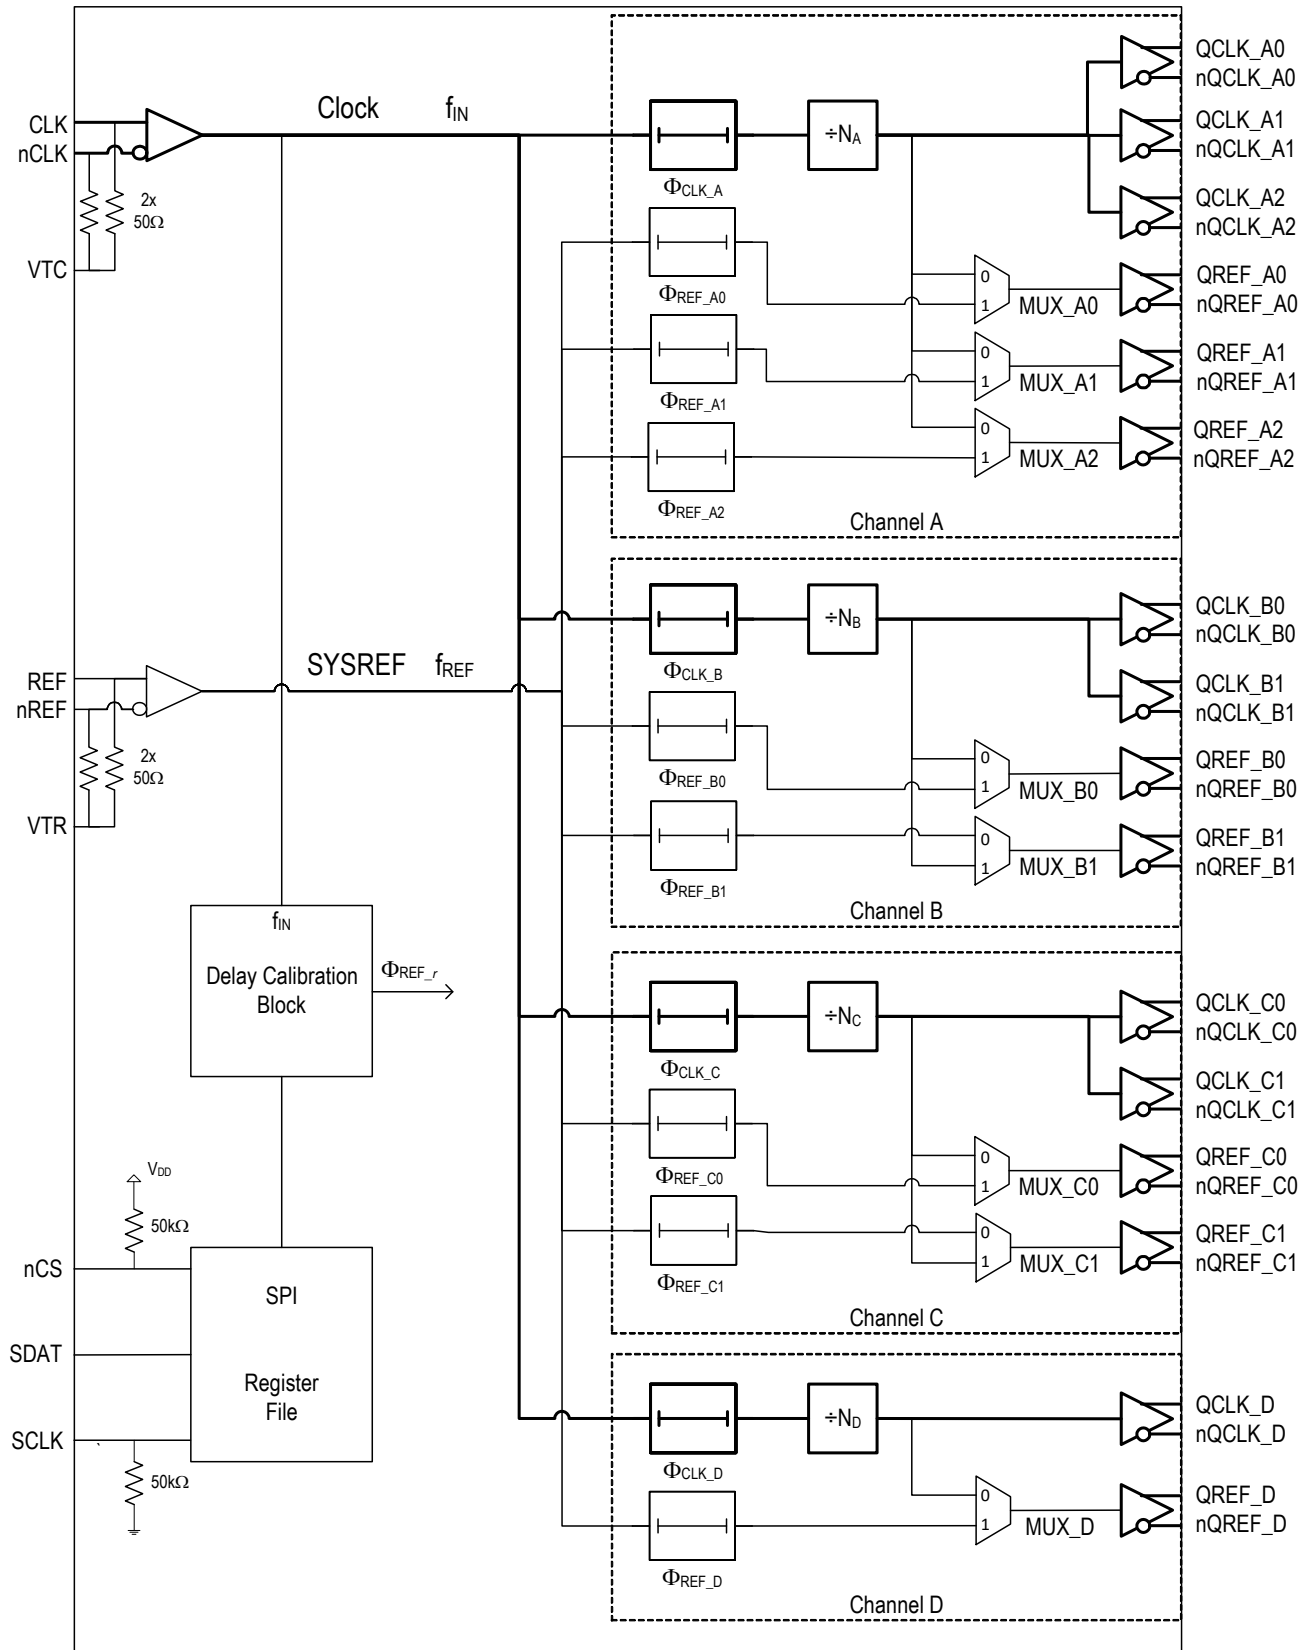 QCLK_A0
nQCLK_A0
Clock fIN
CLK
nCLK
÷NA
QCLK_A1
nQCLK_A1
ΦCLK_A
2x
50Ω
QCLK_A2
nQCLK_A2
VTC
ΦREF_A0
0
1
MUX_A0
QREF_A0
nQREF_A0
ΦREF_A1
0
1
MUX_A1
QREF_A1
nQREF_A1
ΦREF_A2
0
1
MUX_A2
QREF_A2
nQREF_A2
Channel A
÷NB
QCLK_B0
nQCLK_B0
SYSREF fREF
REF
nREF
ΦCLK_B
QCLK_B1
nQCLK_B1
2x
50Ω
ΦREF_B0
0
1
MUX_B0
QREF_B0
nQREF_B0
VTR
ΦREF_B1
0
1
MUX_B1
QREF_B1
nQREF_B1
Channel B
fIN
Delay Calibration
Block
ΦREF_r
÷NC
QCLK_C0
nQCLK_C0
ΦCLK_C
QCLK_C1
nQCLK_C1
ΦREF_C0
0
1
MUX_C0
QREF_C0
nQREF_C0
VDD
50kΩ
nCS
SPI
ΦREF_C1
0
1
MUX_C1
QREF_C1
nQREF_C1
Channel C
SDAT
Register
File
SCLK
50kΩ
÷ND
QCLK_D
nQCLK_D
ΦCLK_D
0
1
MUX_D
QREF_D
nQREF_D
ΦREF_D
Channel D